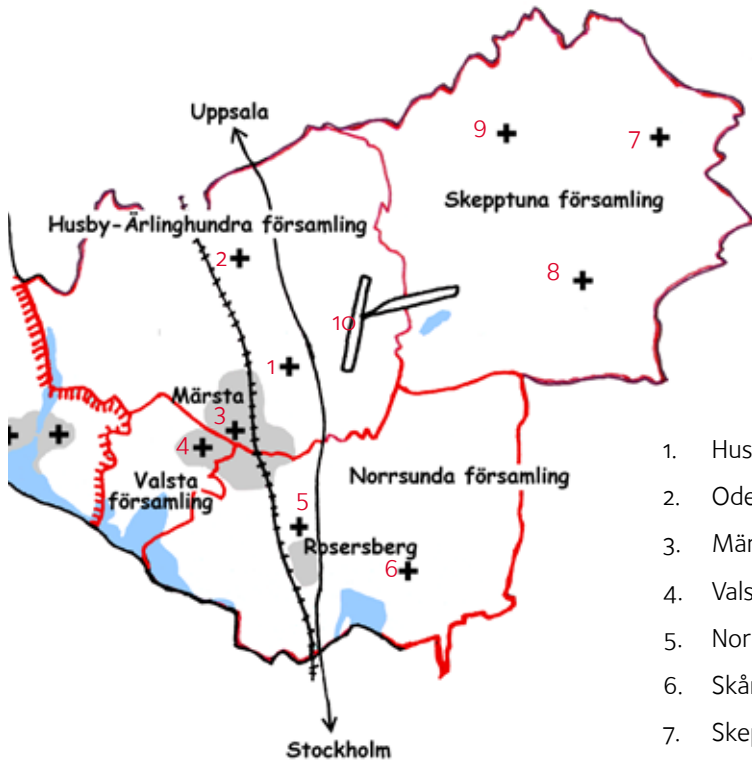 Uppsala
9
7
Skepptuna församling
Husby-Ärlinghundra församling
2
8
10
1
Märsta
3
4
Valsta
församling
Norrsunda församling
5
Rosersberg
6
Stockholm
1. Hus
2. Ode
3. Mär
4. Vals
5. Nor
6. Skå
7. Skep